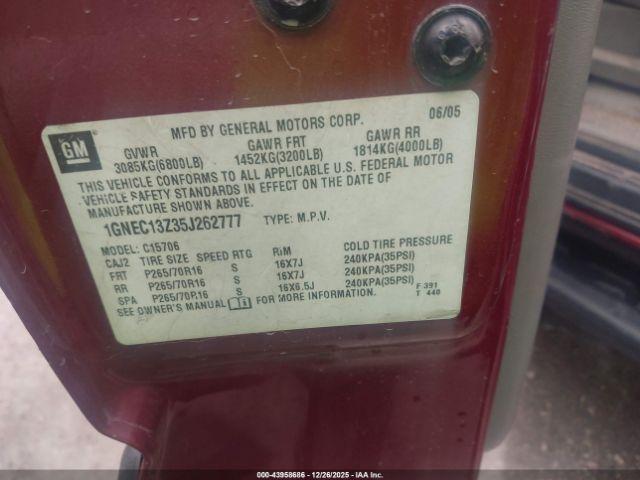 MFD BY GENERAL MOTORS CORP. 06/05
GM GVWR GAWR FRT GAWR RR
3085KG(6800LB) 1452KG(3200LB) 1814KG(4000LB)
THIS VEHICLE CONFORMS TO ALL APPLICABLE U.S. FEDERAL MOTOR
VEHICLE SAFETY STANDARDS IN EFFECT ON THE DATE OF
MANUFACTURE SHOWN ABOVE.
1GNEC13Z35J262777 TYPE: M.P.V.
MODEL: C15706
CAJ2 TIRE SIZE SPEED RTG RIM COLD TIRE PRESSURE
FRT P265/70R16 S 16X7J 240KPA(35PSI)
RR P265/70R16 S 16X7J 240KPA(35PSI)
SPA P265/70R16 S 16X6.5J 240KPA(35PSI)
SEE OWNER'S MANUAL FOR MORE INFORMATION. F 391
T 440
000-43958686 | 12/26/2025 | IAA Inc.